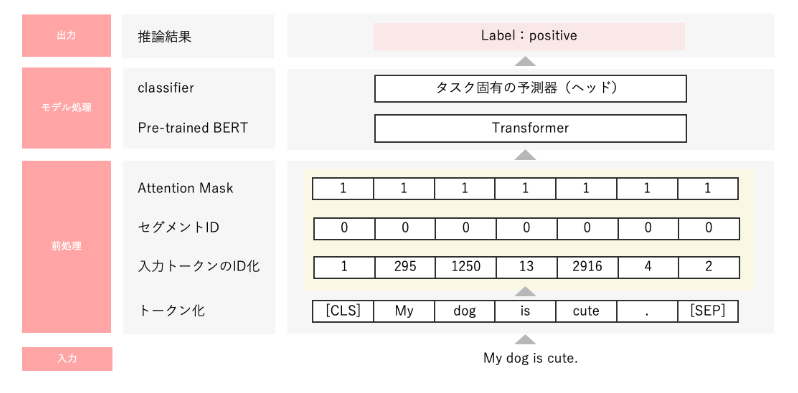 出力 推論結果 Label：positive
モデル処理
classifier タスク固有の予測器（ヘッド）
Pre-trained BERT Transformer
前処理
Attention Mask 1 1 1 1 1 1 1
セグメントID 0 0 0 0 0 0 0
入力トークンのID化 1 295 1250 13 2916 4 2
トークン化 [CLS] My dog is cute . [SEP]
入力 My dog is cute.